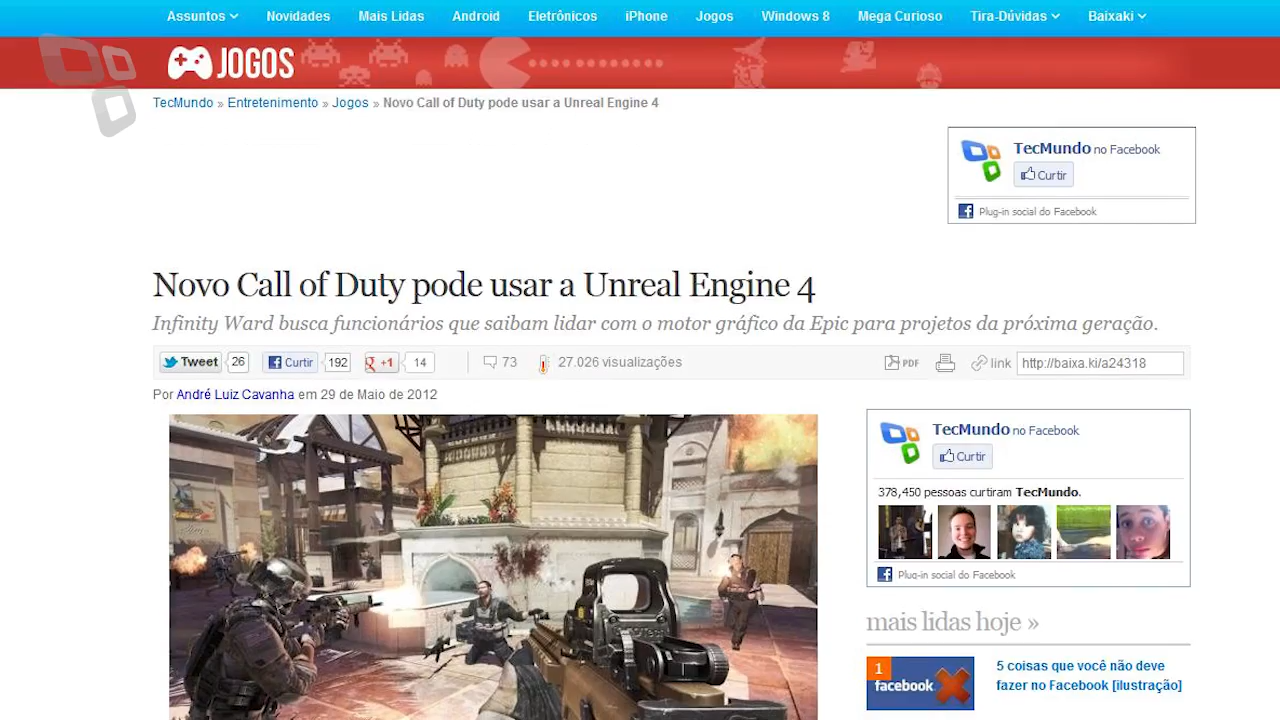 Assuntos Novidades Mais Lidas Android Eletrônicos iPhone Jogos Windows 8 Mega Curioso Tira-Dúvidas Baixaki
JOGOS
TecMundo » Entretenimento » Jogos » Novo Call of Duty pode usar a Unreal Engine 4
TecMundo no Facebook
Curtir
Plug-in social do Facebook
Novo Call of Duty pode usar a Unreal Engine 4
Infinity Ward busca funcionários que saibam lidar com o motor gráfico da Epic para projetos da próxima geração.
Tweet 26 Curtir 192 +1 14 73 27.026 visualizações PDF link http://baixa.ki/a24318
Por André Luiz Cavanha em 29 de Maio de 2012
TecMundo no Facebook
Curtir
378,450 pessoas curtiram TecMundo.
Plug-in social do Facebook
mais lidas hoje »
1
facebook
5 coisas que você não deve
fazer no Facebook [ilustração]